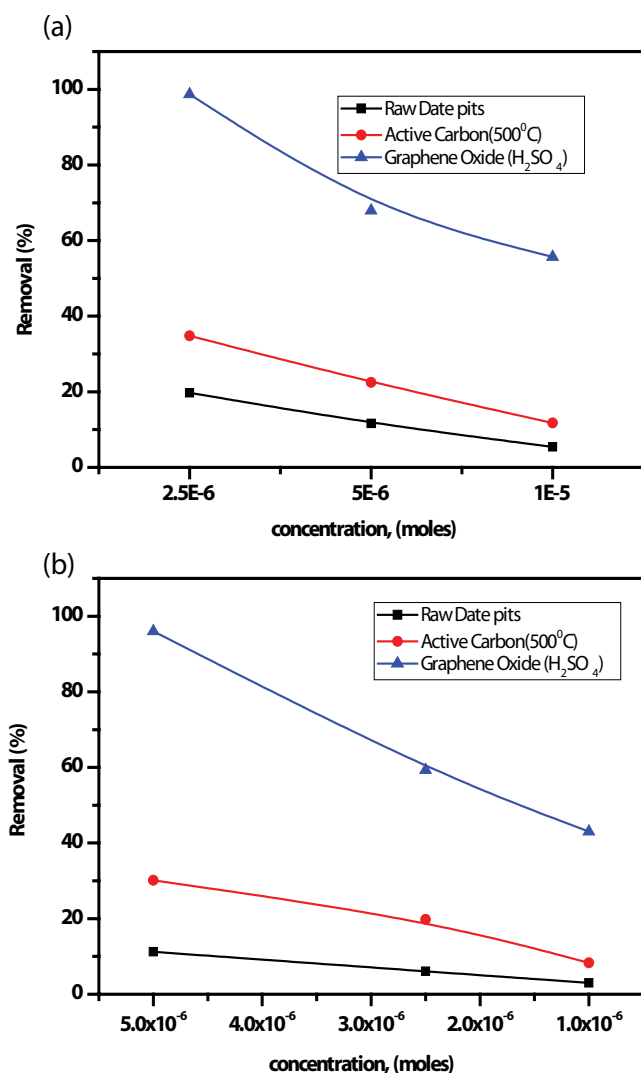 (a)
100
80
60
40
20
0
Removal (%)
Raw Date pits
Active Carbon(500⁰C)
Graphene Oxide (H₂SO₄)
2.5E-6 5E-6 1E-5
concentration, (moles)
(b)
100
80
60
40
20
0
Removal (%)
Raw Date pits
Active Carbon(500⁰C)
Graphene Oxide (H₂SO₄)
5.0x10⁻⁶ 4.0x10⁻⁶ 3.0x10⁻⁶ 2.0x10⁻⁶ 1.0x10⁻⁶
concentration, (moles)